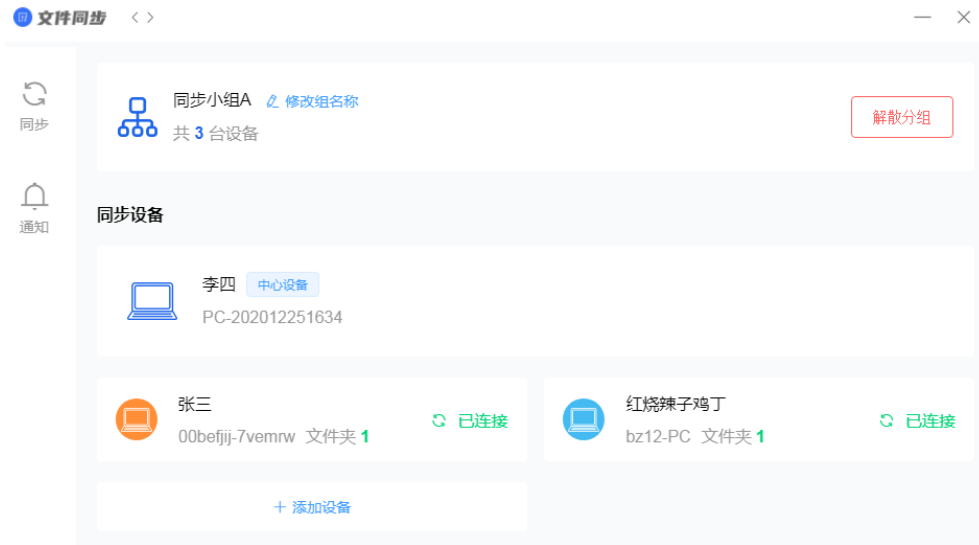 文件同步
同步小组A 修改组名称
共 3 台设备
解散分组
同步
通知
同步设备
李四 中心设备
PC-202012251634
张三
00befjij-7vemrw 文件夹 1
已连接
红烧辣子鸡丁
bz12-PC 文件夹 1
已连接
+ 添加设备